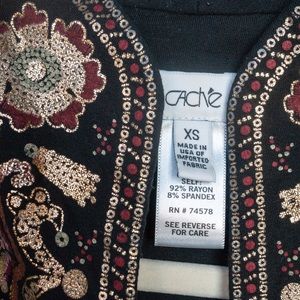 Caché
XS
MADE IN
USA OF
IMPORTED
FABRIC
SELF:
92% RAYON
8% SPANDEX
RN # 74578
SEE REVERSE
FOR CARE